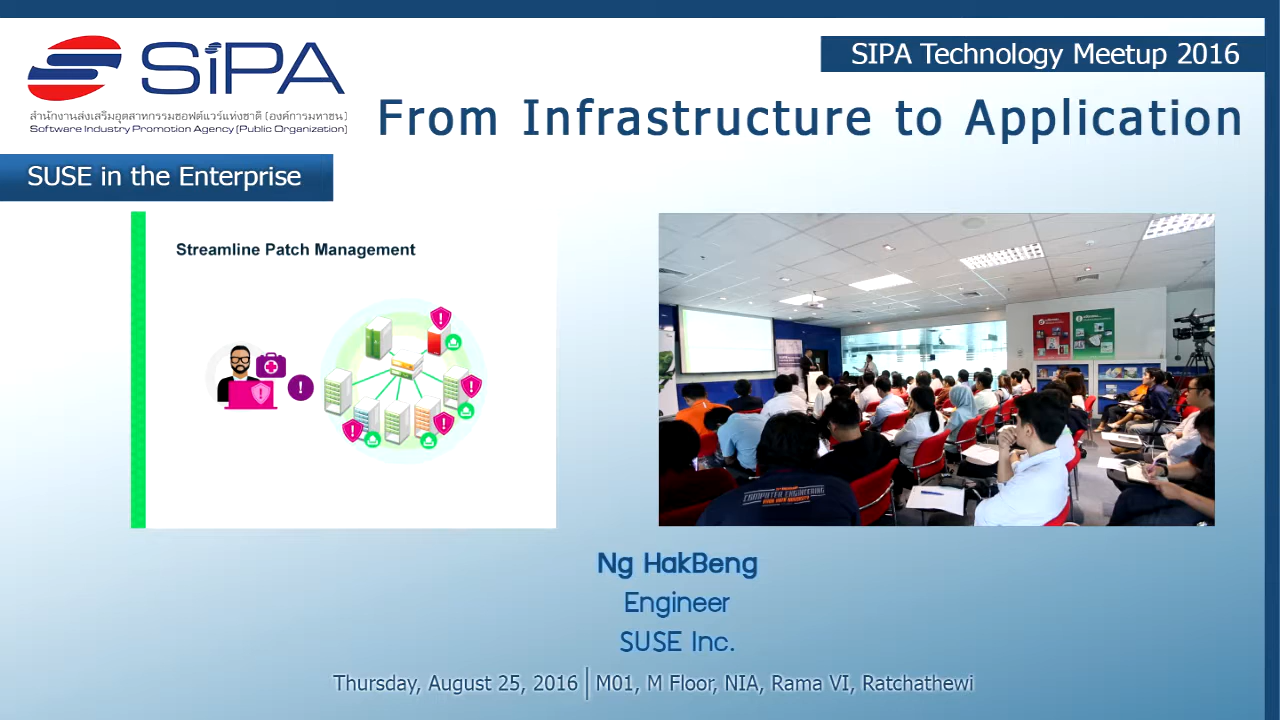 SIPA Technology Meetup 2016
SiPA
สำนักงานส่งเสริมอุตสาหกรรมซอฟต์แวร์แห่งชาติ (องค์การมหาชน)
Software Industry Promotion Agency (Public Organization)
From Infrastructure to Application
SUSE in the Enterprise
Streamline Patch Management
COMPUTER ENGINEERING
Ng HakBeng
Engineer
SUSE Inc.
Thursday, August 25, 2016 | M01, M Floor, NIA, Rama VI, Ratchathewi